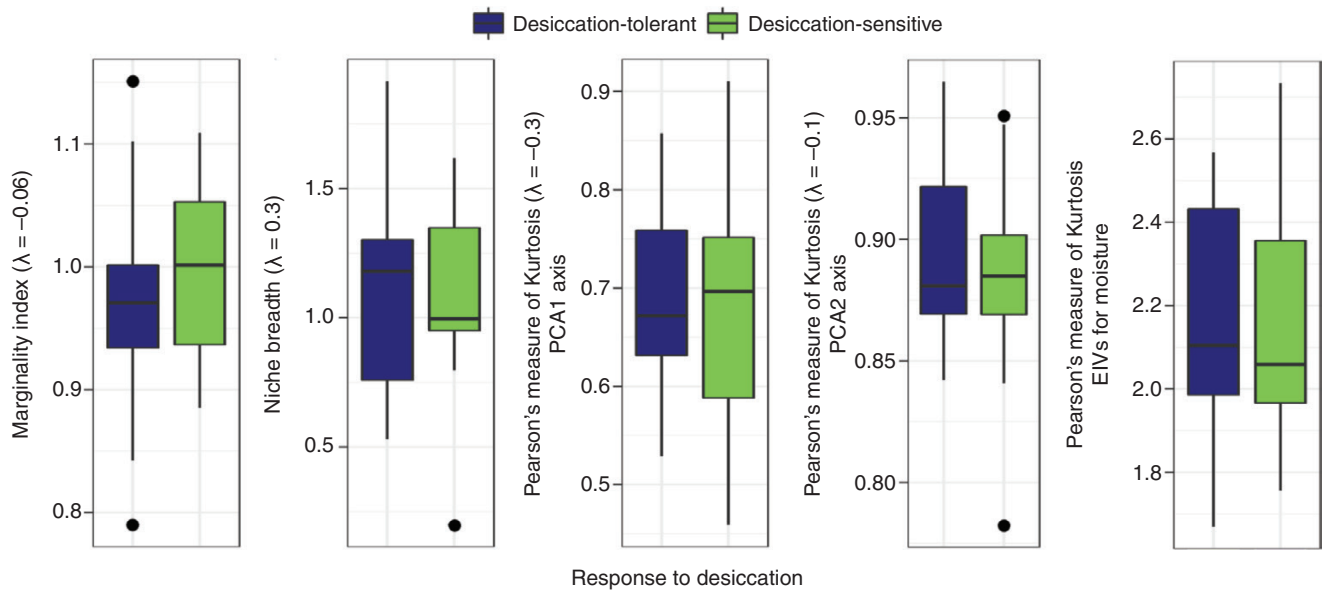 Desiccation-tolerant
Desiccation-sensitive
Marginality index (λ = –0.06)
1.1
1.0
0.9
0.8
Niche breadth (λ = 0.3)
1.5
1.0
0.5
Pearson's measure of Kurtosis (λ = –0.3)
PCA1 axis
0.9
0.8
0.7
0.6
0.5
Pearson's measure of Kurtosis (λ = –0.1)
PCA2 axis
0.95
0.90
0.85
0.80
Pearson's measure of Kurtosis
EIVs for moisture
2.6
2.4
2.2
2.0
1.8
Response to desiccation